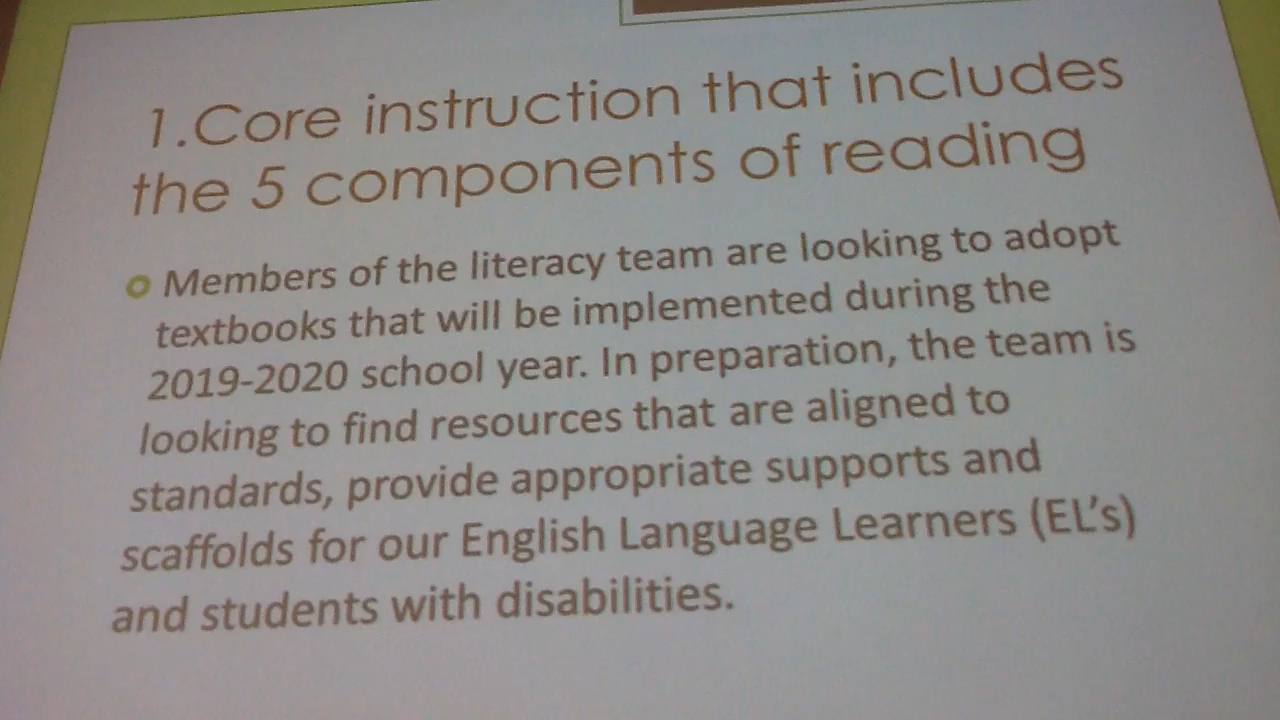 1.Core instruction that includes
the 5 components of reading
Members of the literacy team are looking to adopt
textbooks that will be implemented during the
2019-2020 school year. In preparation, the team is
looking to find resources that are aligned to
standards, provide appropriate supports and
scaffolds for our English Language Learners (EL’s)
and students with disabilities.